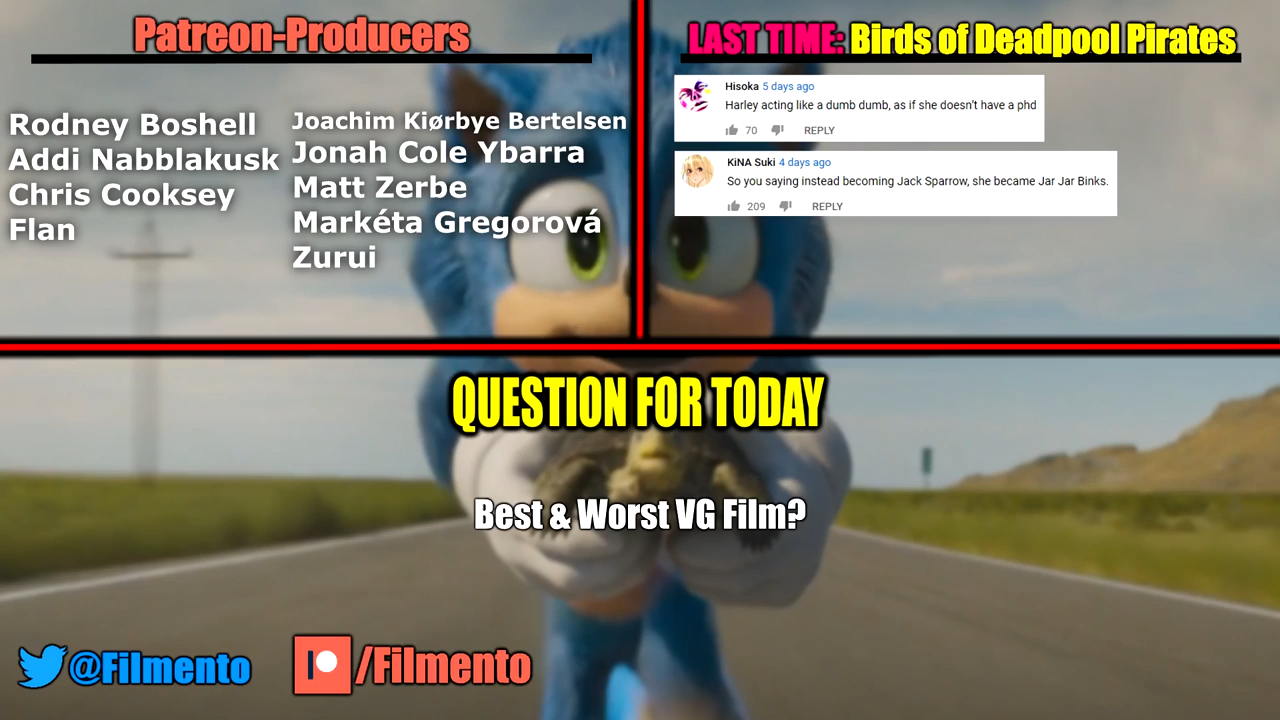 Patreon-Producers
Rodney Boshell
Addi Nabblakusk
Chris Cooksey
Flan
Joachim Kiørbye Bertelsen
Jonah Cole Ybarra
Matt Zerbe
Markéta Gregorová
Zurui
LAST TIME: Birds of Deadpool Pirates
Hisoka 5 days ago
Harley acting like a dumb dumb, as if she doesn't have a phd
70 REPLY
KiNA Suki 4 days ago
So you saying instead becoming Jack Sparrow, she became Jar Jar Binks.
209 REPLY
QUESTION FOR TODAY
Best & Worst VG Film?
@Filmento
/Filmento